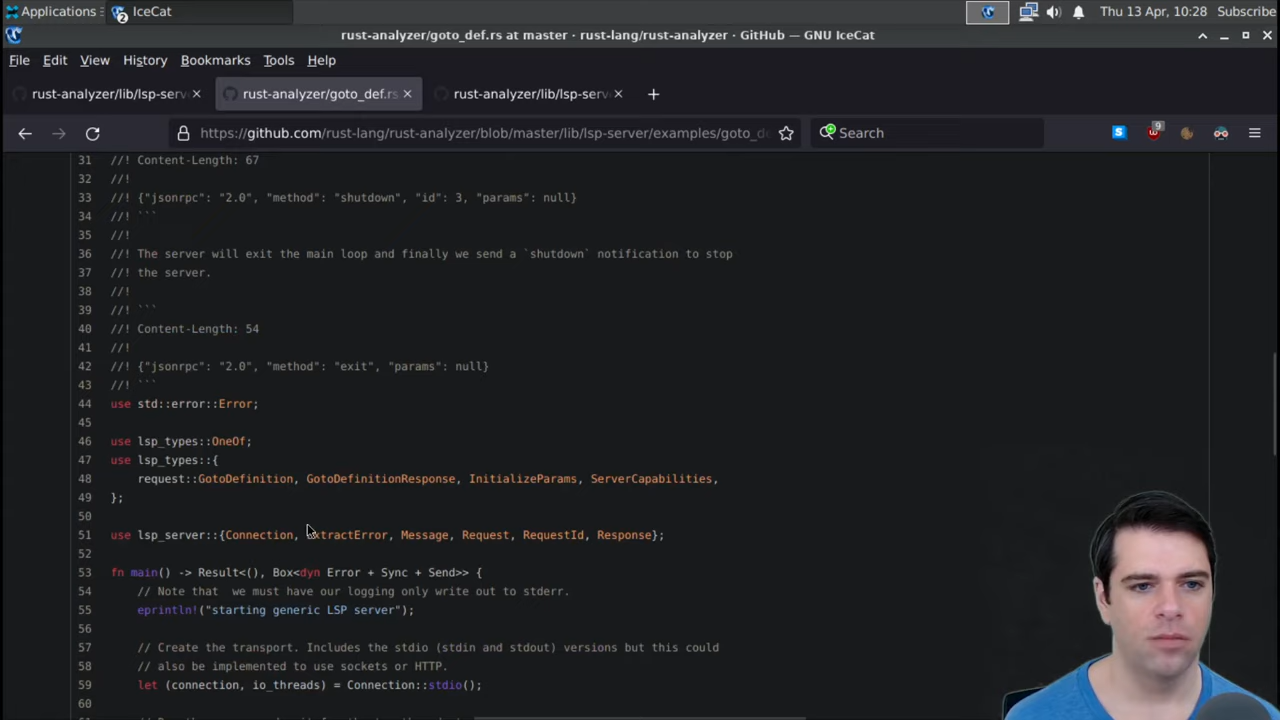 Applications
IceCat
Thu 13 Apr, 10:28 Subscribe
rust-analyzer/goto_def.rs at master · rust-lang/rust-analyzer · GitHub — GNU IceCat
File Edit View History Bookmarks Tools Help
rust-analyzer/lib/lsp-serv
rust-analyzer/goto_def.rs
rust-analyzer/lib/lsp-serv
https://github.com/rust-lang/rust-analyzer/blob/master/lib/lsp-server/examples/goto_de
Search
9
31 //! Content-Length: 67
32 //!
33 //! {"jsonrpc": "2.0", "method": "shutdown", "id": 3, "params": null}
34 //! ```
35 //!
36 //! The server will exit the main loop and finally we send a `shutdown` notification to stop
37 //! the server.
38 //!
39 //! ```
40 //! Content-Length: 54
41 //!
42 //! {"jsonrpc": "2.0", "method": "exit", "params": null}
43 //! ```
44 use std::error::Error;
45
46 use lsp_types::OneOf;
47 use lsp_types::{
48 request::GotoDefinition, GotoDefinitionResponse, InitializeParams, ServerCapabilities,
49 };
50
51 use lsp_server::{Connection, ExtractError, Message, Request, RequestId, Response};
52
53 fn main() -> Result<(), Box<dyn Error + Sync + Send>> {
54 // Note that  we must have our logging only write out to stderr.
55 eprintln!("starting generic LSP server");
56
57 // Create the transport. Includes the stdio (stdin and stdout) versions but this could
58 // also be implemented to use sockets or HTTP.
59 let (connection, io_threads) = Connection::stdio();
60